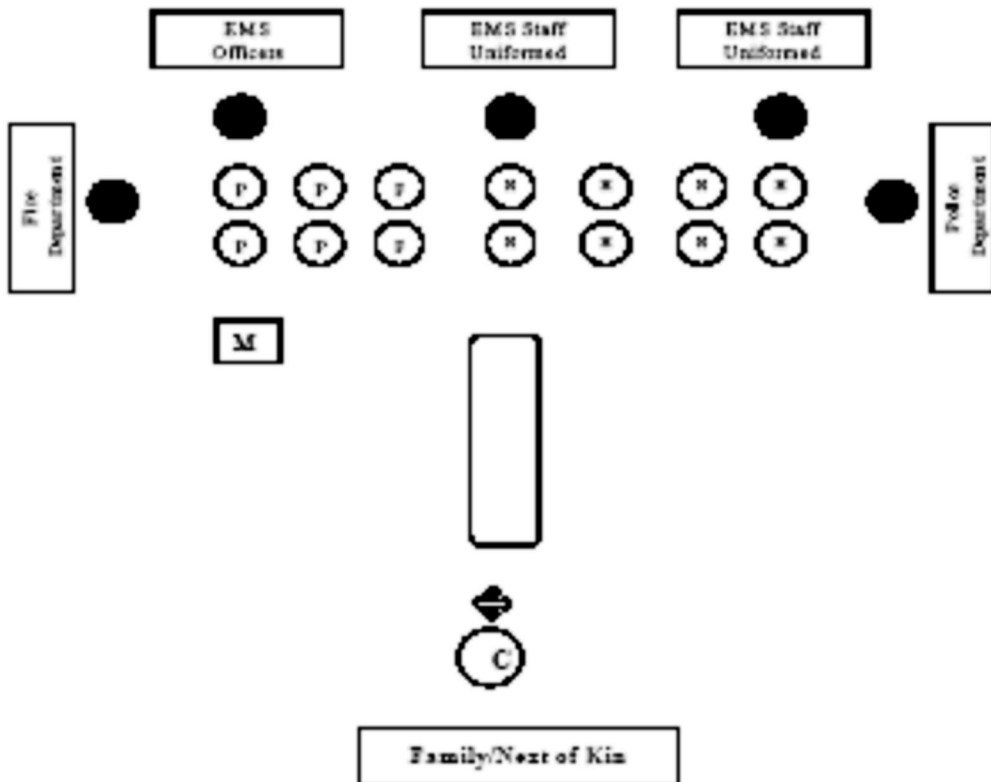 EMS
Officers
EMS Staff
Uniformed
EMS Staff
Uniformed
Fire
Department
Police
Department
P P P
P P P
M
C
Family/Next of Kin